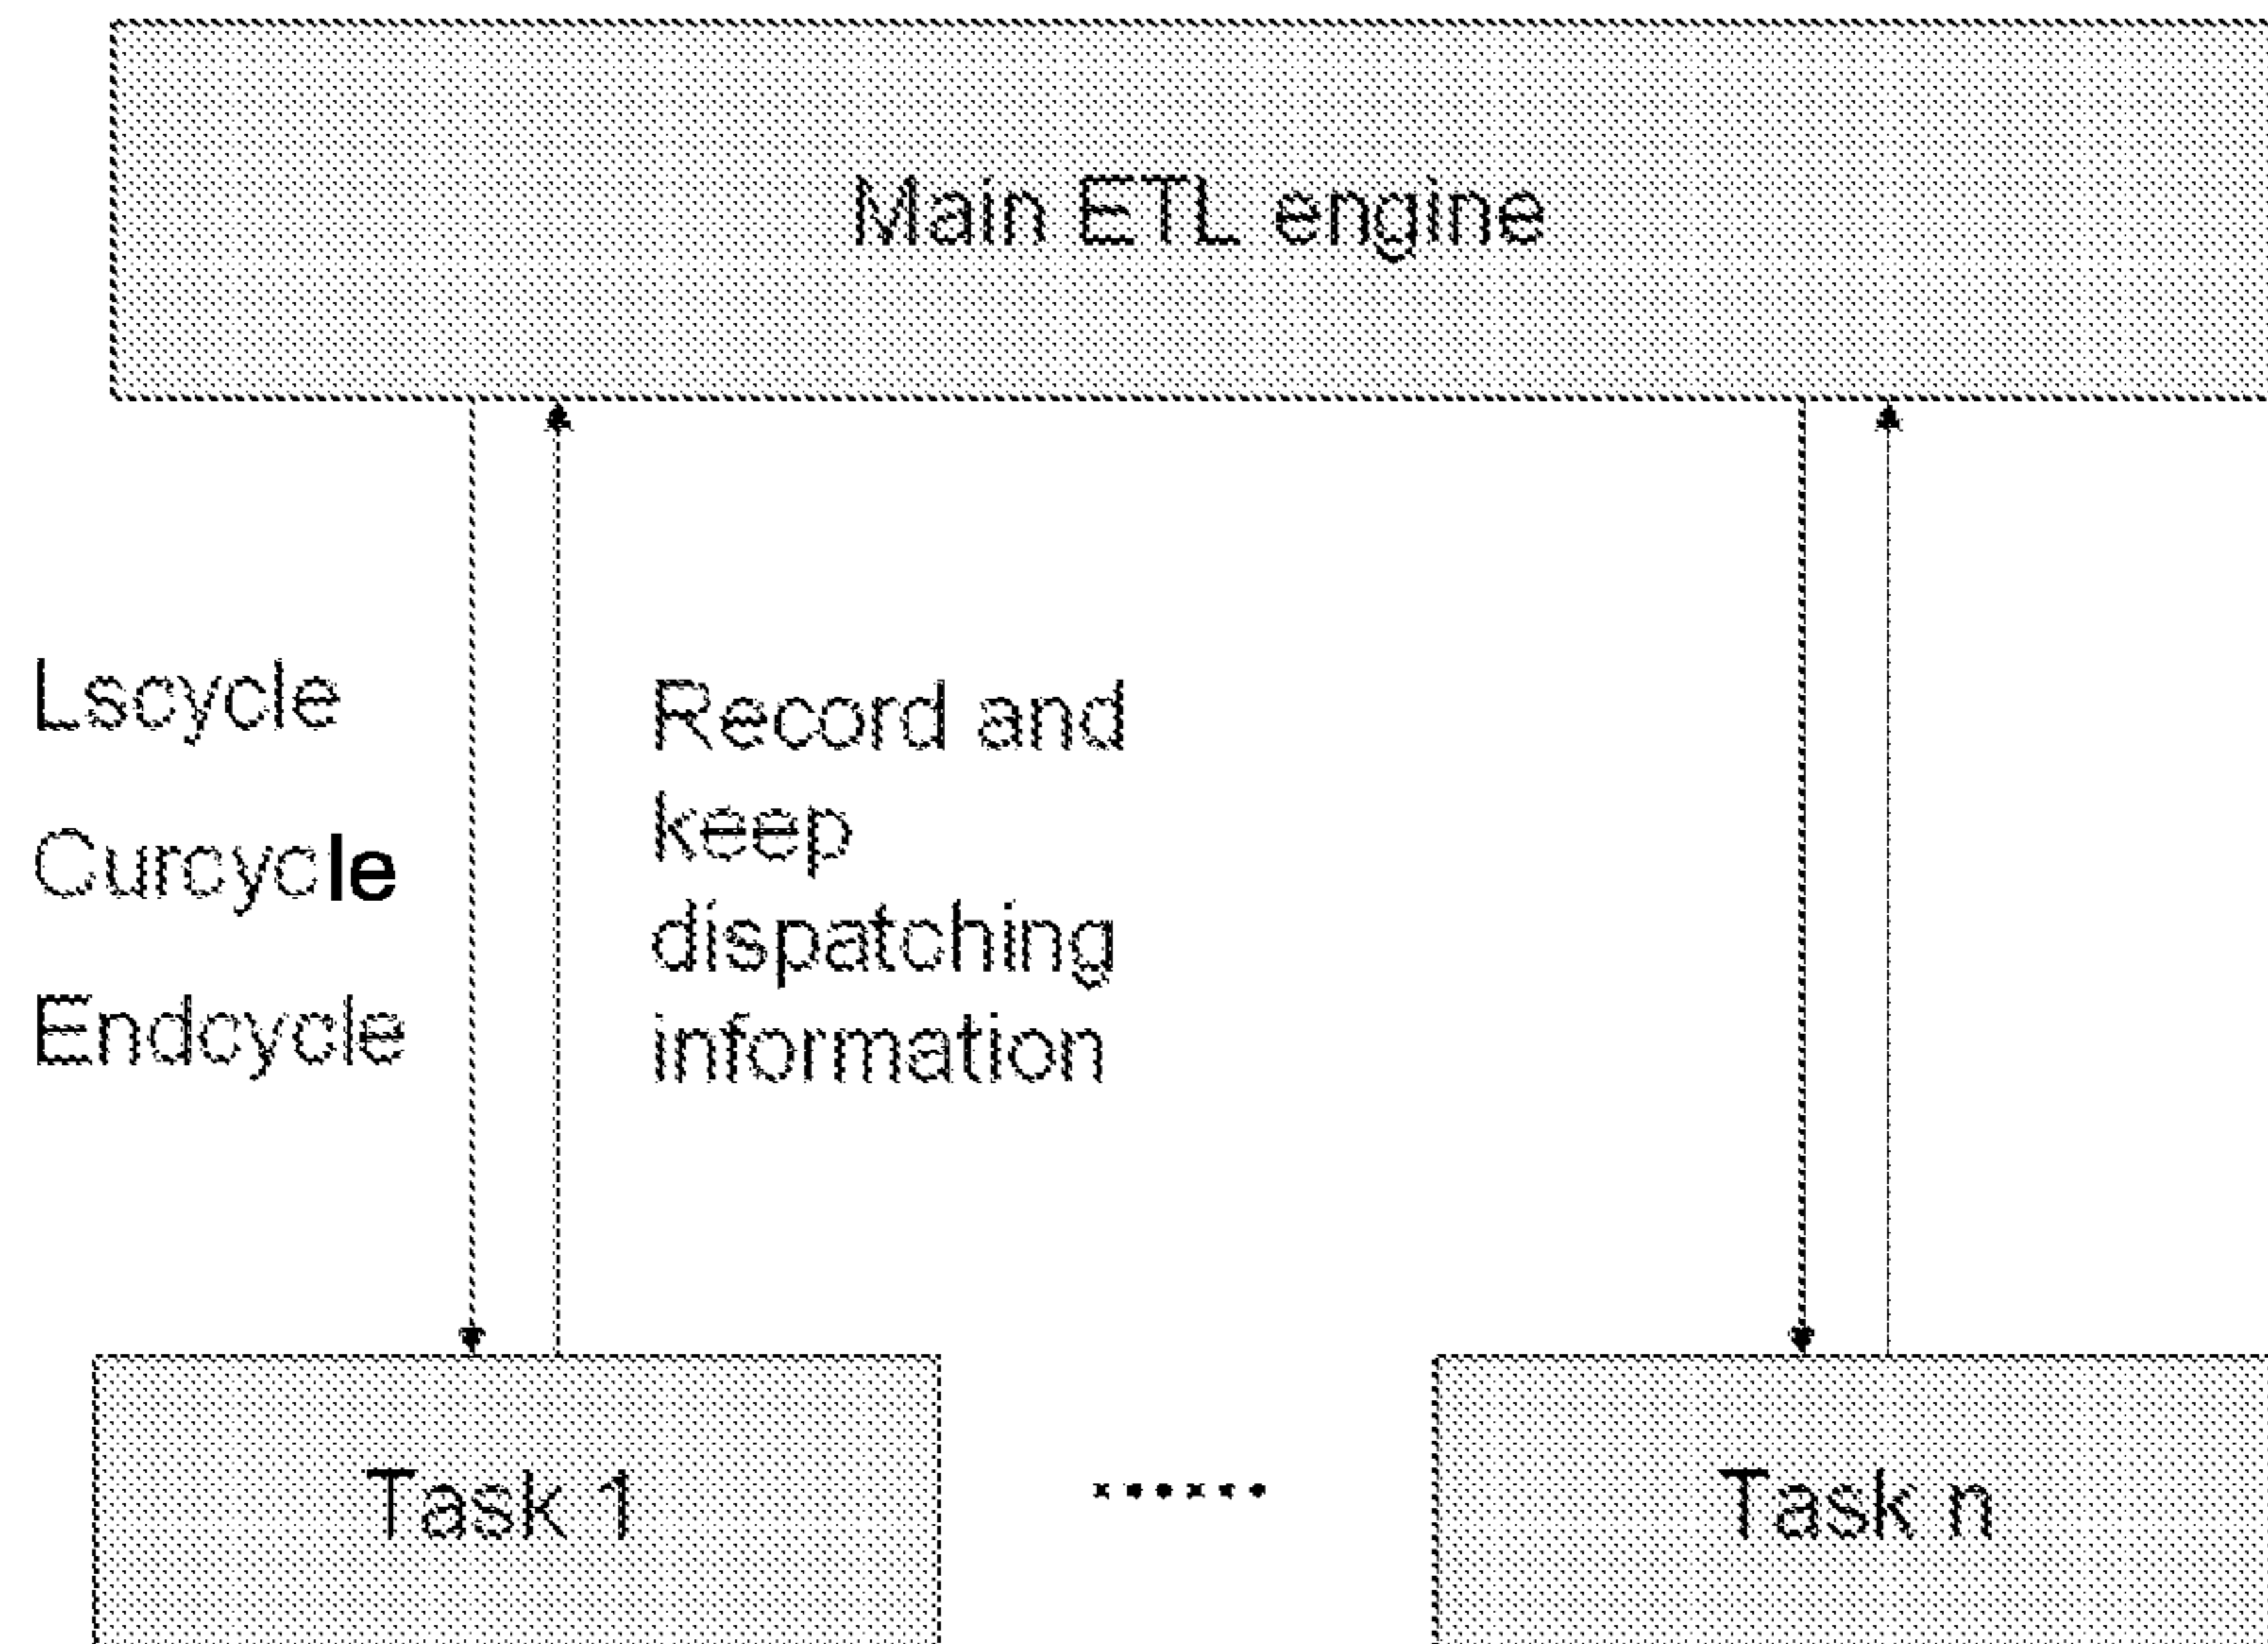 Main ETL engine
Lscycle
Curcycle
Endcycle
Record and
keep
dispatching
information
Task 1
......
Task n